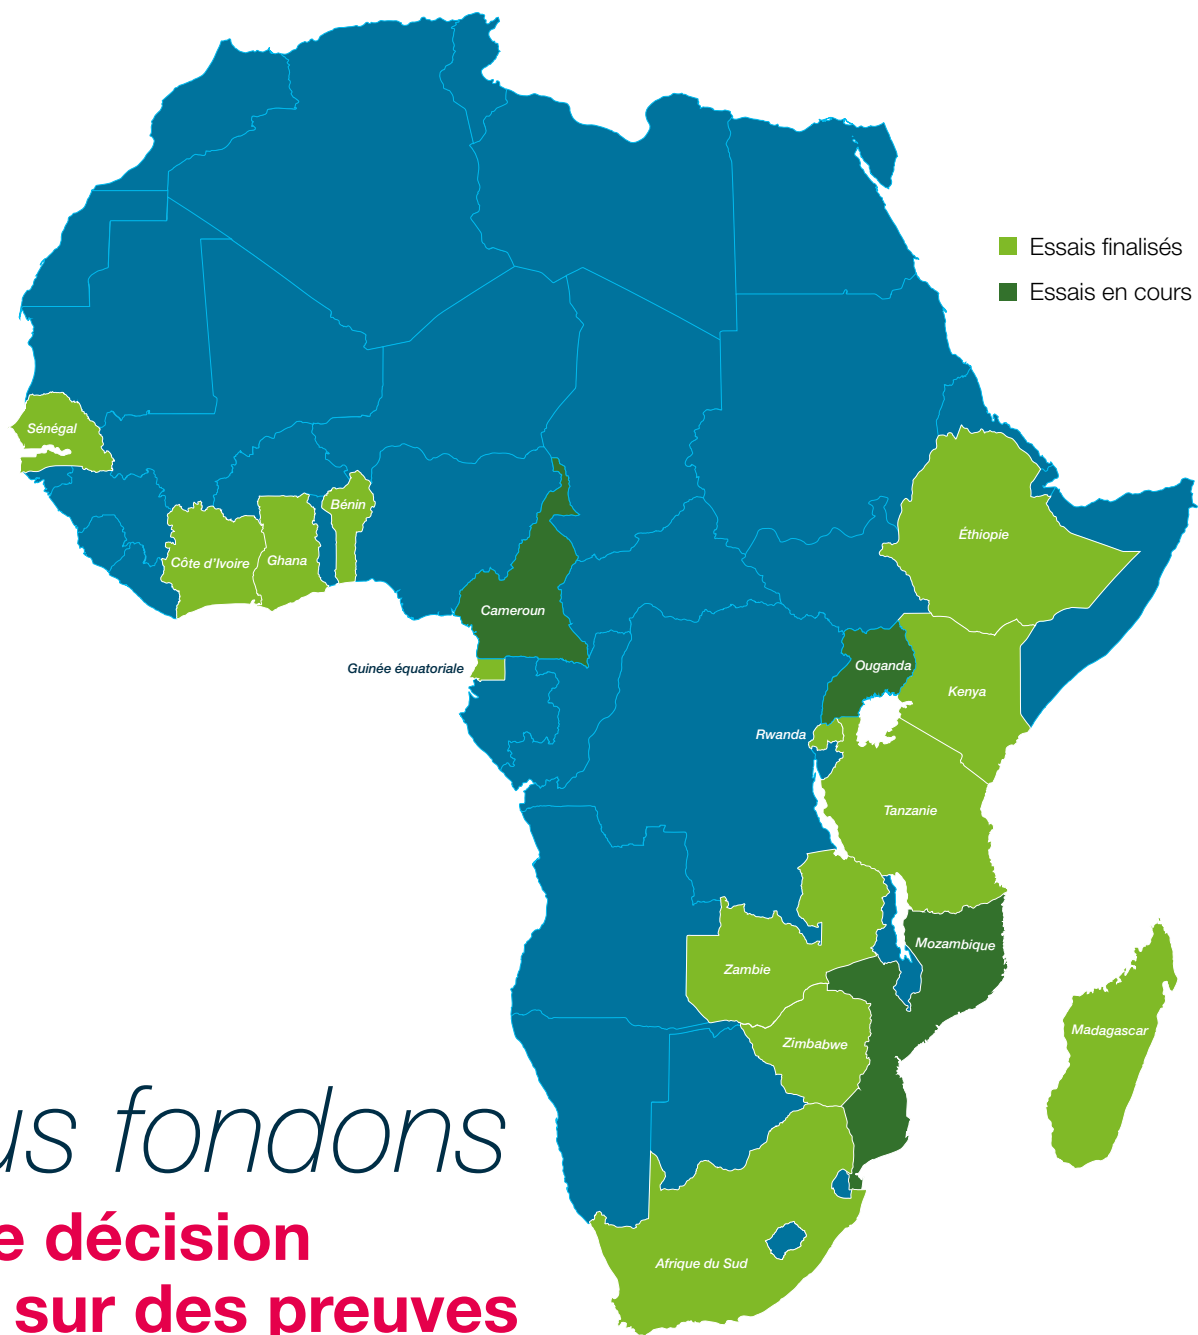 Essais finalisés
Essais en cours
Sénégal
Bénin
Côte d'Ivoire
Ghana
Éthiopie
Cameroun
Guinée équatoriale
Ouganda
Kenya
Rwanda
Tanzanie
Mozambique
Zambie
Madagascar
Zimbabwe
Afrique du Sud
us fondons
e décision
sur des preuves